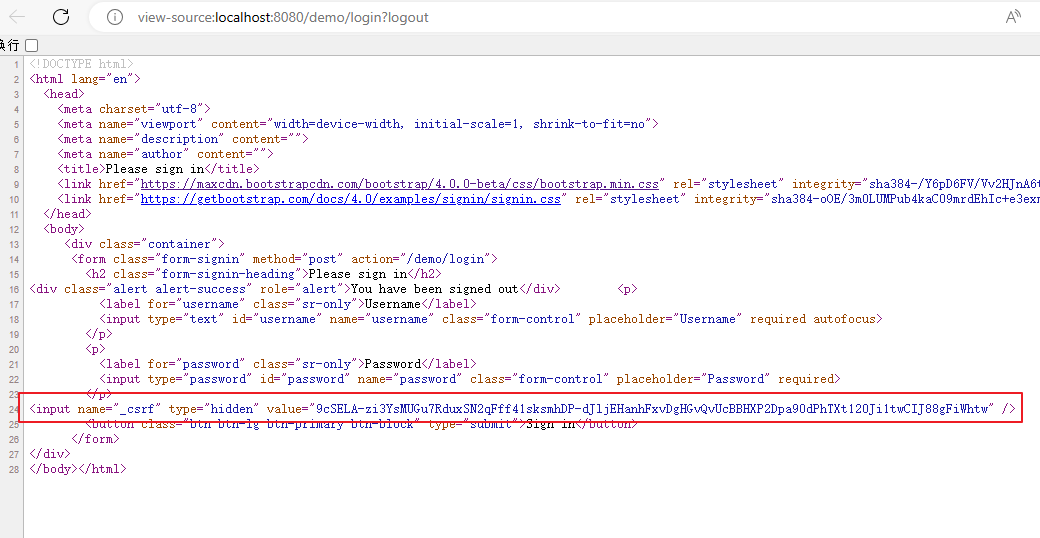 view-source:localhost:8080/demo/login?logout
换行
1 <!DOCTYPE html>
2 <html lang="en">
3 <head>
4 <meta charset="utf-8">
5 <meta name="viewport" content="width=device-width, initial-scale=1, shrink-to-fit=no">
6 <meta name="description" content="">
7 <meta name="author" content="">
8 <title>Please sign in</title>
9 <link href="https://maxcdn.bootstrapcdn.com/bootstrap/4.0.0-beta/css/bootstrap.min.css" rel="stylesheet" integrity="sha384-/Y6pD6FV/Vv2HJnA6t
10 <link href="https://getbootstrap.com/docs/4.0/examples/signin/signin.css" rel="stylesheet" integrity="sha384-oOE/3m0LUMPub4kaC09mrdEhIc+e3exm
11 </head>
12 <body>
13 <div class="container">
14 <form class="form-signin" method="post" action="/demo/login">
15 <h2 class="form-signin-heading">Please sign in</h2>
16 <div class="alert alert-success" role="alert">You have been signed out</div> <p>
17 <label for="username" class="sr-only">Username</label>
18 <input type="text" id="username" name="username" class="form-control" placeholder="Username" required autofocus>
19 </p>
20 <p>
21 <label for="password" class="sr-only">Password</label>
22 <input type="password" id="password" name="password" class="form-control" placeholder="Password" required>
23 </p>
24 <input name="_csrf" type="hidden" value="9cSELA-zi3YsMUGu7RduxSN2qFff41sksmhDP-dJljEHanhFxvDgHGvQvUcBBHXP2Dpa90dPhTXt120Ji1twCIJ88gFiWhtw" />
25 <button class="btn btn-lg btn-primary btn-block" type="submit">Sign in</button>
26 </form>
27 </div>
28 </body></html>